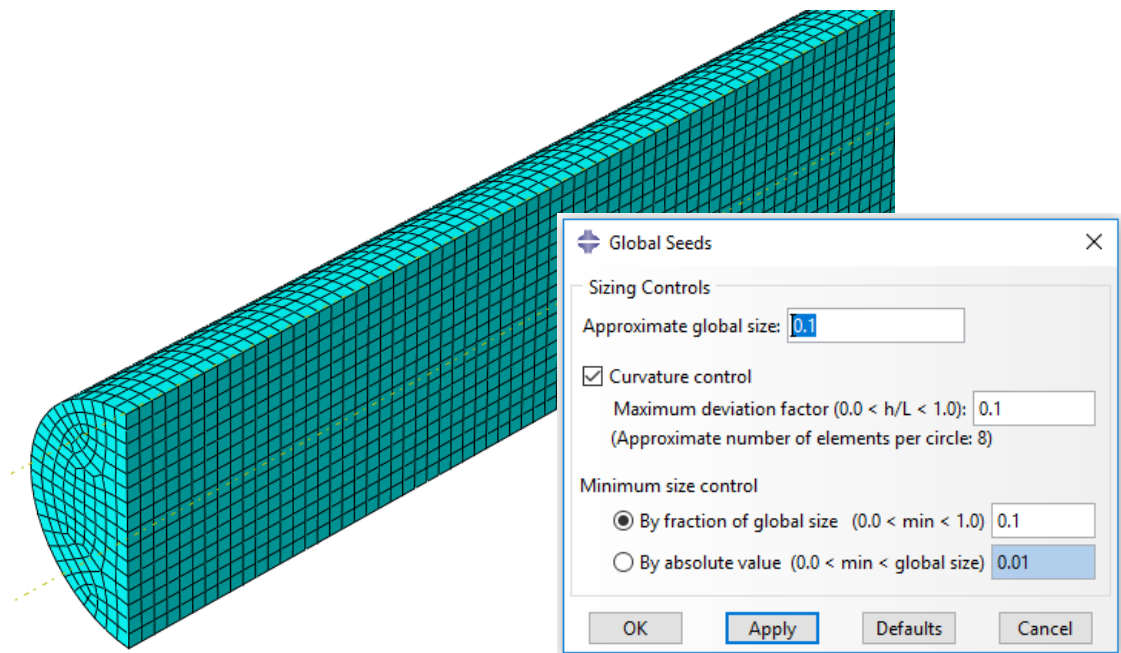 Global Seeds
Sizing Controls
Approximate global size: 0.1
Curvature control
Maximum deviation factor (0.0 < h/L < 1.0): 0.1
(Approximate number of elements per circle: 8)
Minimum size control
By fraction of global size (0.0 < min < 1.0) 0.1
By absolute value (0.0 < min < global size) 0.01
OK Apply Defaults Cancel